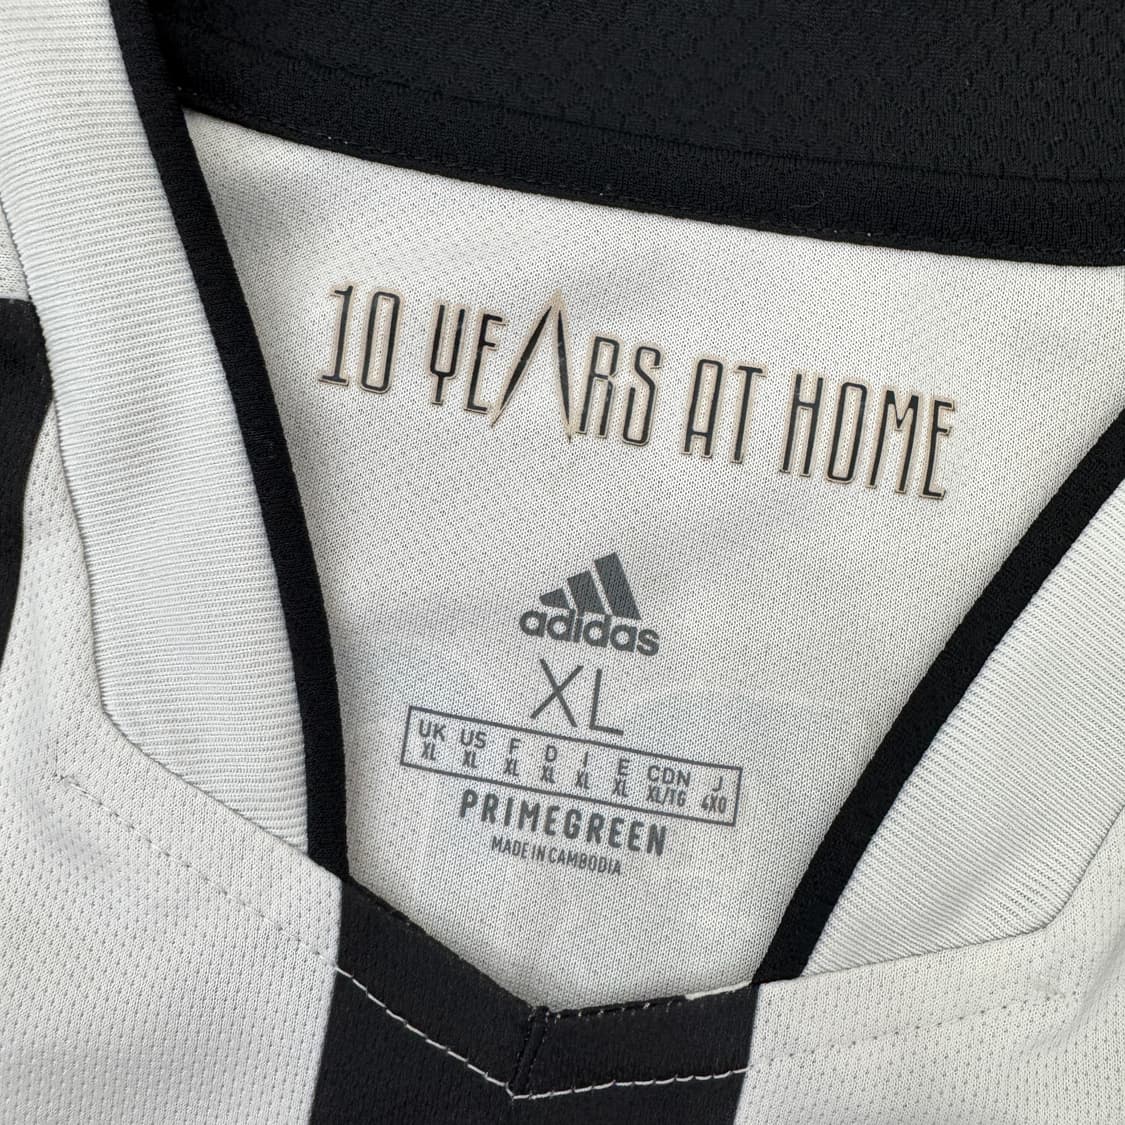 10 YEARS AT HOME
adidas
XL
UK US F D I E CDN J
XL XL XL XL XL XL XL/TG 4XO
PRIMEGREEN
MADE IN CAMBODIA